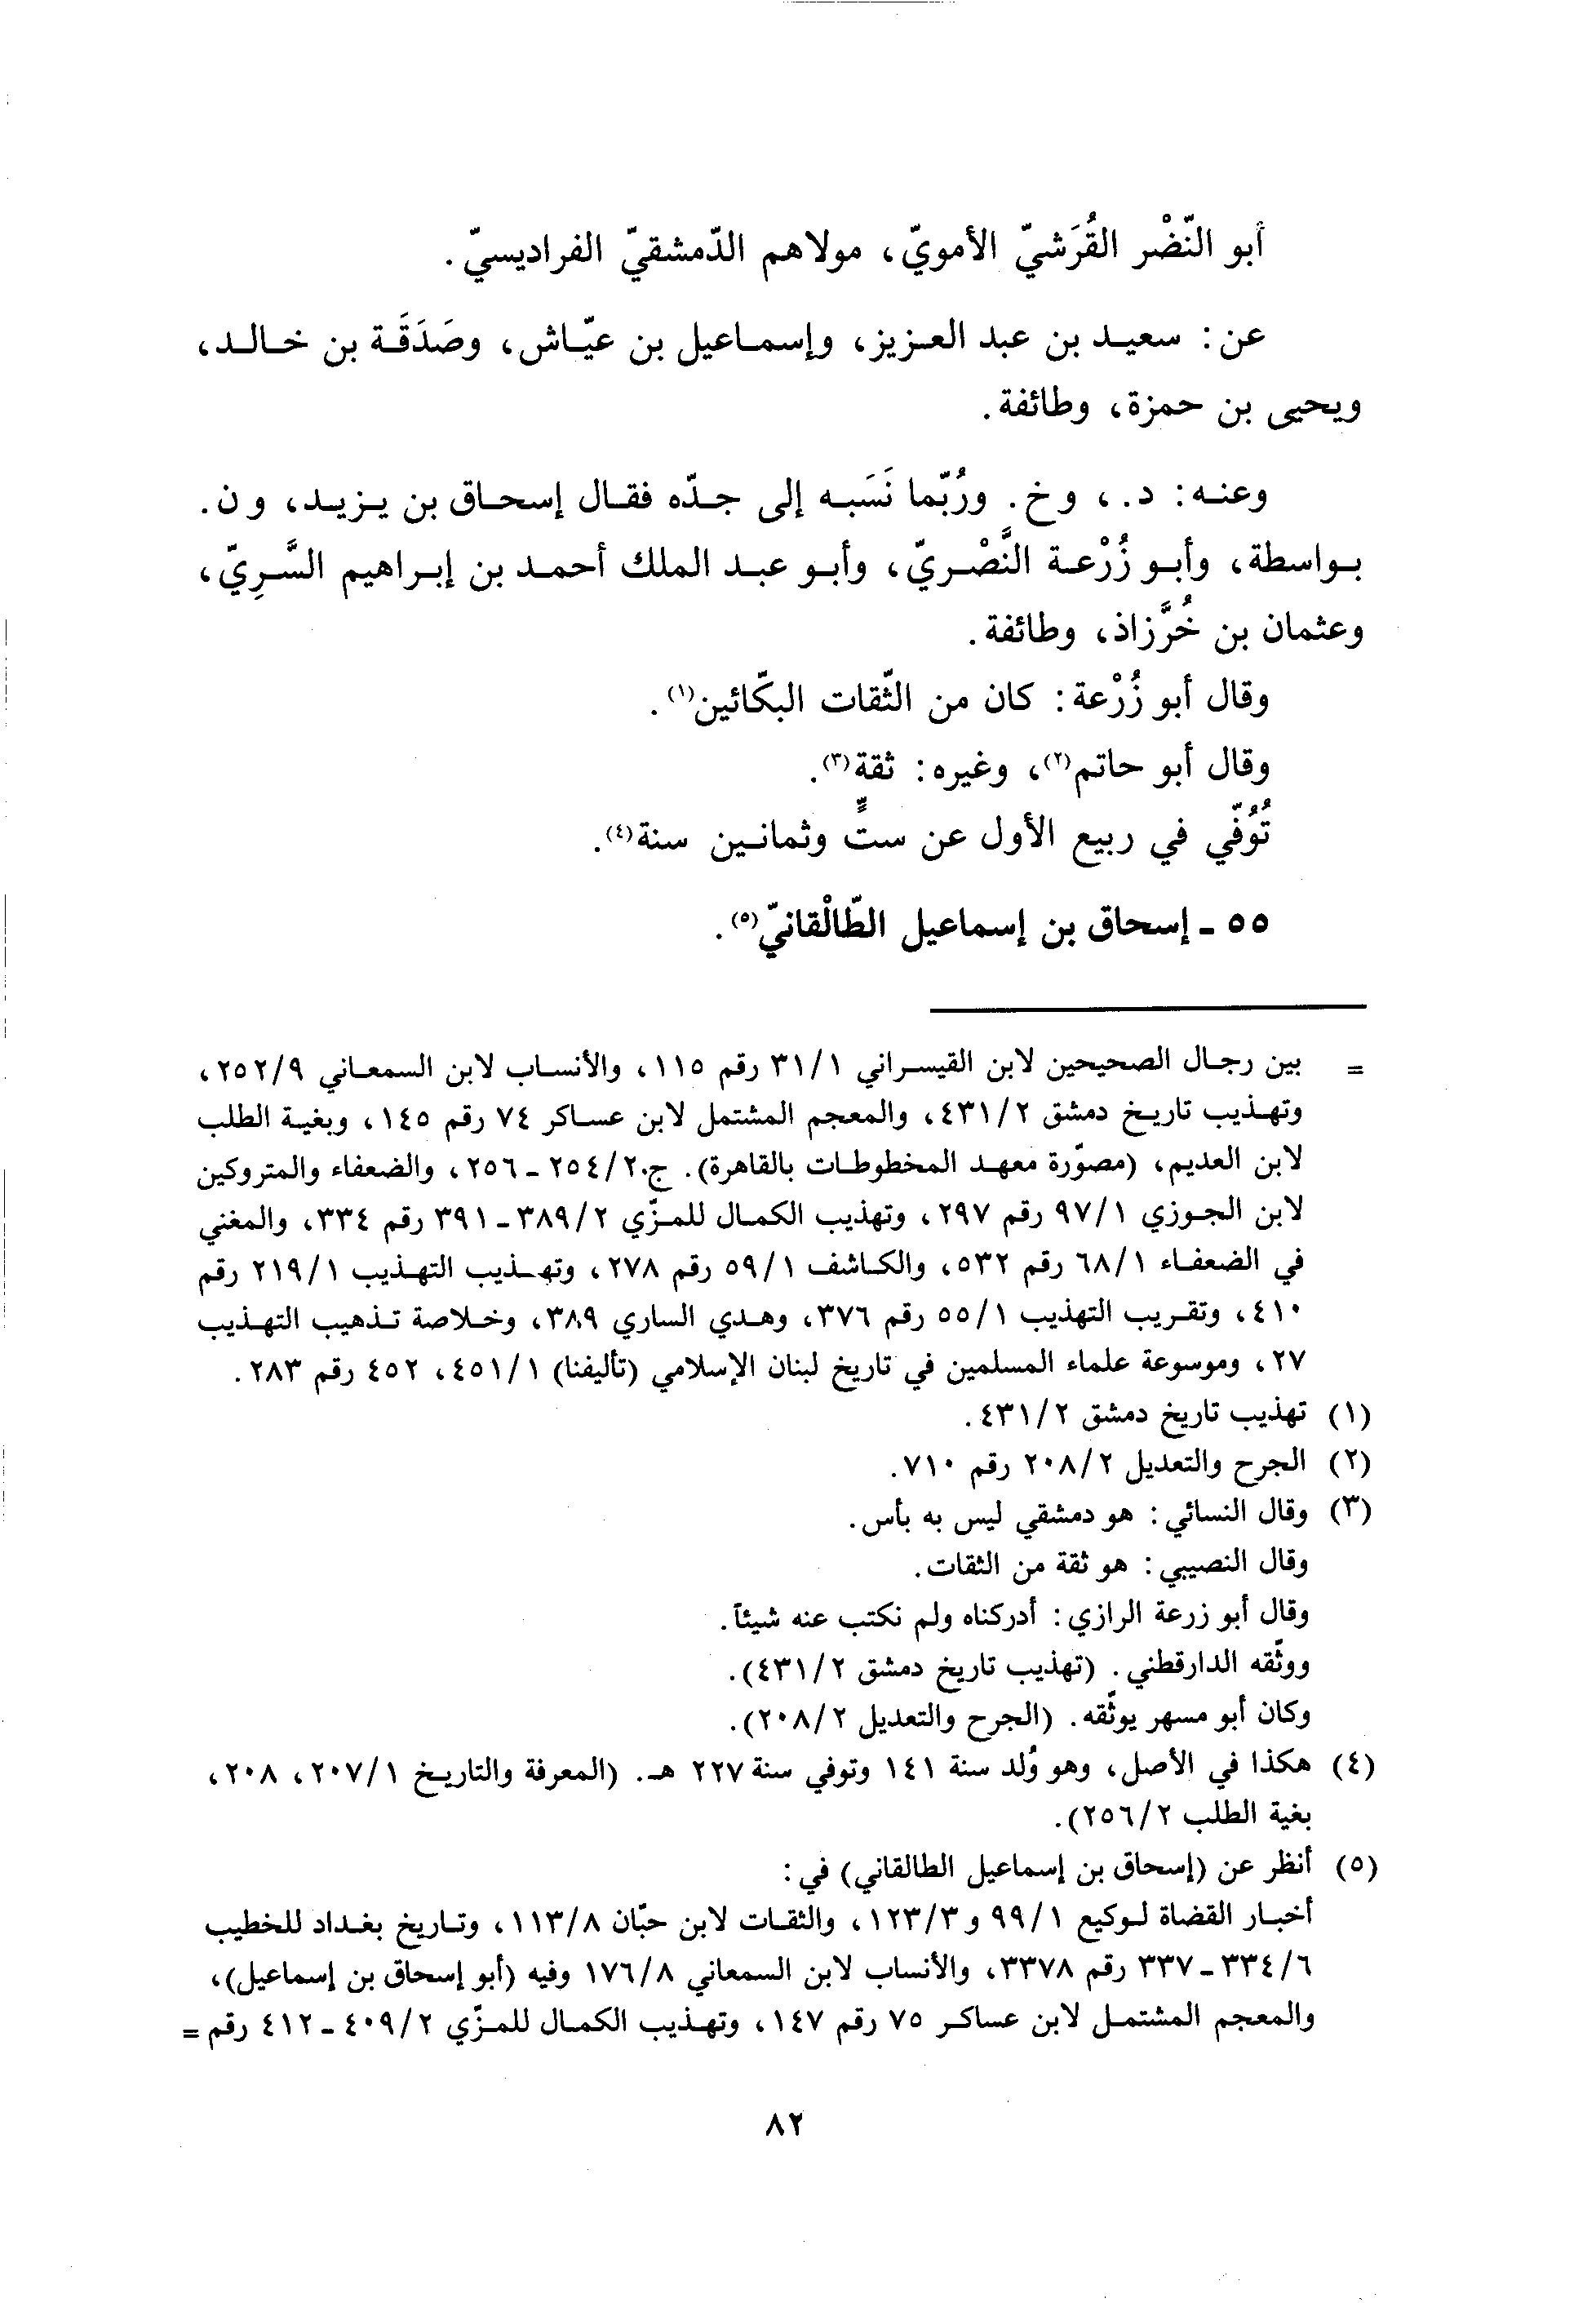 أبو النّضْر القُرَشيّ الأمويّ، مولاهم الدّمشقيّ الفراديسيّ.
عن: سعيد بن عبد العزيز، وإسماعيل بن عيّاش، وصَدَقَة بن خالد،
ويحيى بن حمزة، وطائفة.
وعنه: د.، وخ. ورُبّما نَسَبه إلى جدّه فقال إسحاق بن يزيد، ون.
بواسطة، وأبو زُرْعة النَّصْريّ، وأبو عبد الملك أحمد بن إبراهيم السَّرِيّ،
وعثمان بن خُرَّزاذ، وطائفة.
وقال أبو زُرْعة: كان من الثّقات البكّائين(١).
وقال أبو حاتم(٢)، وغيره: ثقة(٣).
تُوُفّي في ربيع الأول عن ستٍّ وثمانين سنة(٤).
٥٥ - إسحاق بن إسماعيل الطّالْقانيّ(٥).
= بين رجال الصحيحين لابن القيسراني ٣١/١ رقم ١١٥، والأنساب لابن السمعاني ٢٥٢/٩،
وتهذيب تاريخ دمشق ٤٣١/٢، والمعجم المشتمل لابن عساكر ٧٤ رقم ١٤٥، وبغية الطلب
لابن العديم، (مصوّرة معهد المخطوطات بالقاهرة). ج٢٥٤/٢ - ٢٥٦، والضعفاء والمتروكين
لابن الجوزي ٩٧/١ رقم ٢٩٧، وتهذيب الكمال للمزّي ٣٨٩/٢ - ٣٩١ رقم ٣٣٤، والمغني
في الضعفاء ٦٨/١ رقم ٥٣٢، والكاشف ٥٩/١ رقم ٢٧٨، وتهذيب التهذيب ٢١٩/١ رقم
٤١٠، وتقريب التهذيب ٥٥/١ رقم ٣٧٦، وهدي الساري ٣٨٩، وخلاصة تذهيب التهذيب
٢٧، وموسوعة علماء المسلمين في تاريخ لبنان الإسلامي (تأليفنا) ٤٥١/١، ٤٥٢ رقم ٢٨٣.
(١) تهذيب تاريخ دمشق ٤٣١/٢.
(٢) الجرح والتعديل ٢٠٨/٢ رقم ٧١٠.
(٣) وقال النسائي: هو دمشقي ليس به بأس.
وقال النصيبي: هو ثقة من الثقات.
وقال أبو زرعة الرازي: أدركناه ولم نكتب عنه شيئاً.
ووثّقه الدارقطني. (تهذيب تاريخ دمشق ٤٣١/٢).
وكان أبو مسهر يوثّقه. (الجرح والتعديل ٢٠٨/٢).
(٤) هكذا في الأصل، وهو وُلد سنة ١٤١ وتوفي سنة ٢٢٧ هـ. (المعرفة والتاريخ ٢٠٧/١، ٢٠٨،
بغية الطلب ٢٥٦/٢).
(٥) أنظر عن (إسحاق بن إسماعيل الطالقاني) في:
أخبار القضاة لوكيع ٩٩/١ و١٢٣/٣، والثقات لابن حبّان ١١٣/٨، وتاريخ بغداد للخطيب
٣٣٤/٦ - ٣٣٧ رقم ٣٣٧٨، والأنساب لابن السمعاني ١٧٦/٨ وفيه (أبو إسحاق بن إسماعيل)،
والمعجم المشتمل لابن عساكر ٧٥ رقم ١٤٧، وتهذيب الكمال للمزّي ٤٠٩/٢ - ٤١٢ رقم =
٨٢